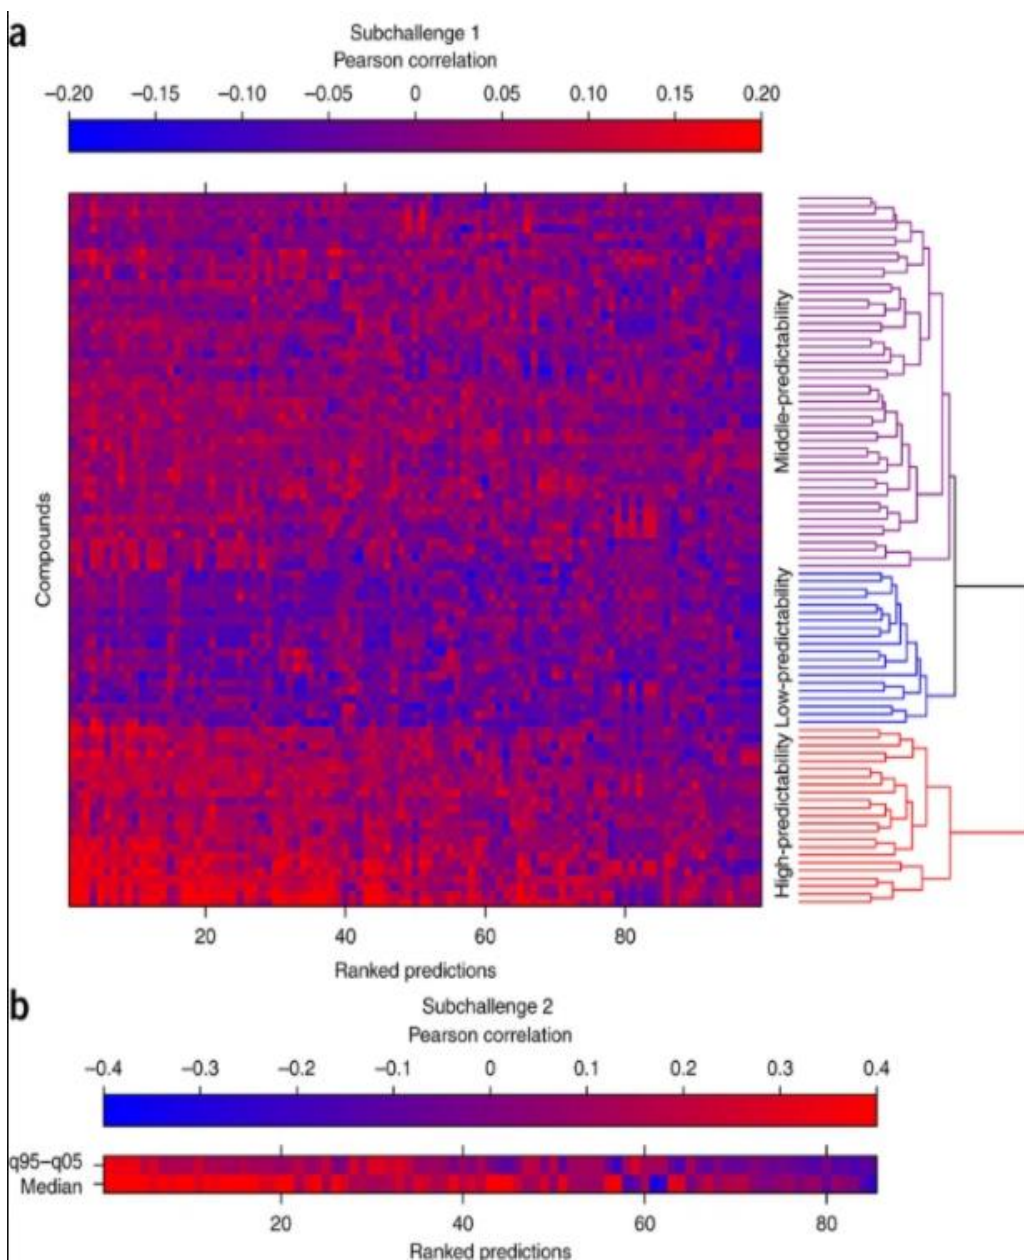 a
Subchallenge 1
Pearson correlation
−0.20 −0.15 −0.10 −0.05 0 0.05 0.10 0.15 0.20
Compounds
Middle-predictability
Low-predictability
High-predictability
20 40 60 80
Ranked predictions
b
Subchallenge 2
Pearson correlation
−0.4 −0.3 −0.2 −0.1 0 0.1 0.2 0.3 0.4
q95–q05
Median
20 40 60 80
Ranked predictions